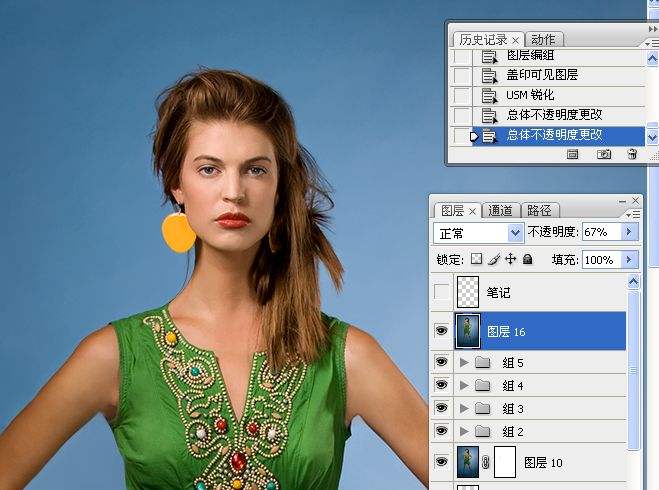 历史记录 × 动作
图层编组
盖印可见图层
USM 锐化
总体不透明度更改
总体不透明度更改
图层 × 通道 路径
正常 不透明度: 67%
锁定: 填充: 100%
笔记
图层 16
组 5
组 4
组 3
组 2
图层 10